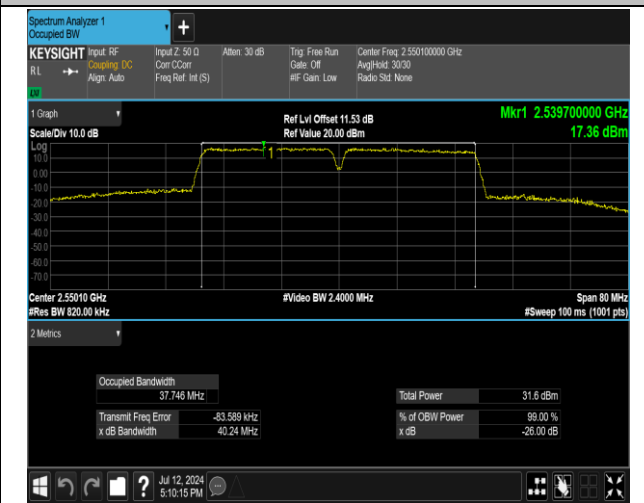 Spectrum Analyzer 1
Occupied BW
+
KEYSIGHT Input: RF Input Z: 50 Ω Atten: 30 dB Trig: Free Run Center Freq: 2.550100000 GHz
RL Coupling: DC Corr CCorr Gate: Off Avg|Hold: 30/30
Align: Auto Freq Ref: Int (S) #IF Gain: Low Radio Std: None
LXI
1 Graph Ref Lvl Offset 11.53 dB Mkr1 2.539700000 GHz
Scale/Div 10.0 dB Ref Value 20.00 dBm 17.36 dBm
Log
10.0
0.00
-10.0
-20.0
-30.0
-40.0
-50.0
-60.0
-70.0
1
Center 2.55010 GHz #Video BW 2.4000 MHz Span 80 MHz
#Res BW 820.00 kHz #Sweep 100 ms (1001 pts)
2 Metrics
Occupied Bandwidth
37.746 MHz Total Power 31.6 dBm
Transmit Freq Error -83.589 kHz % of OBW Power 99.00 %
x dB Bandwidth 40.24 MHz x dB -26.00 dB
? Jul 12, 2024
5:10:15 PM